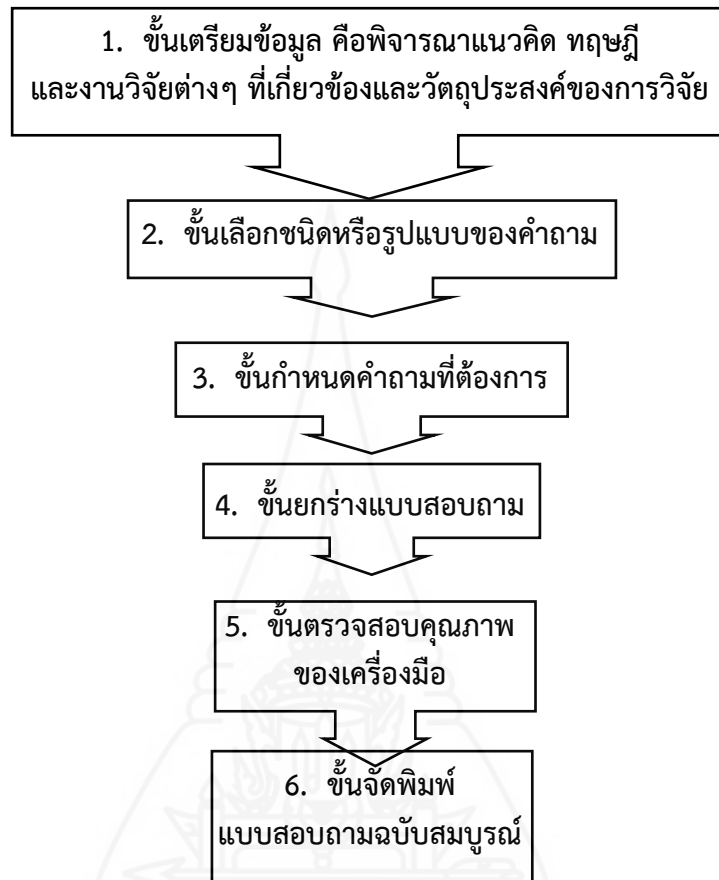 1. ขั้นเตรียมข้อมูล คือพิจารณาแนวคิด ทฤษฎี
และงานวิจัยต่างๆ ที่เกี่ยวข้องและวัตถุประสงค์ของการวิจัย
2. ขั้นเลือกชนิดหรือรูปแบบของคำถาม
3. ขั้นกำหนดคำถามที่ต้องการ
4. ขั้นยกร่างแบบสอบถาม
5. ขั้นตรวจสอบคุณภาพ
ของเครื่องมือ
6. ขั้นจัดพิมพ์
แบบสอบถามฉบับสมบูรณ์